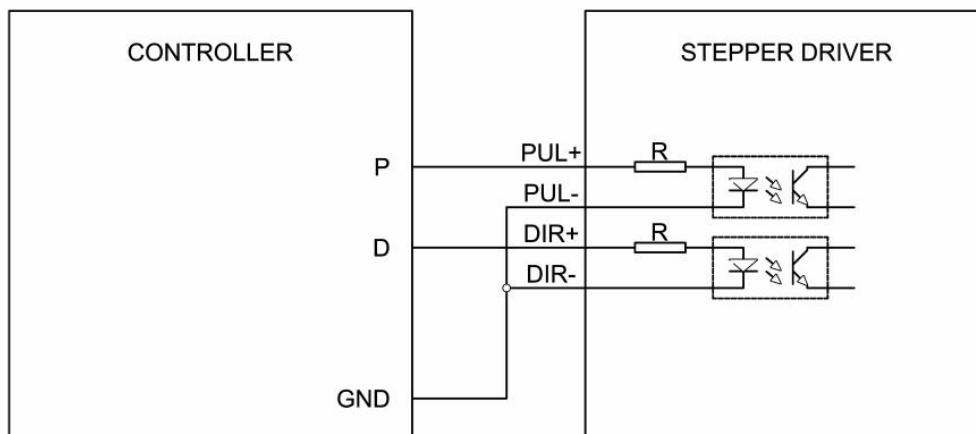 CONTROLLER
STEPPER DRIVER
P
PUL+
R
PUL-
D
DIR+
R
DIR-
GND